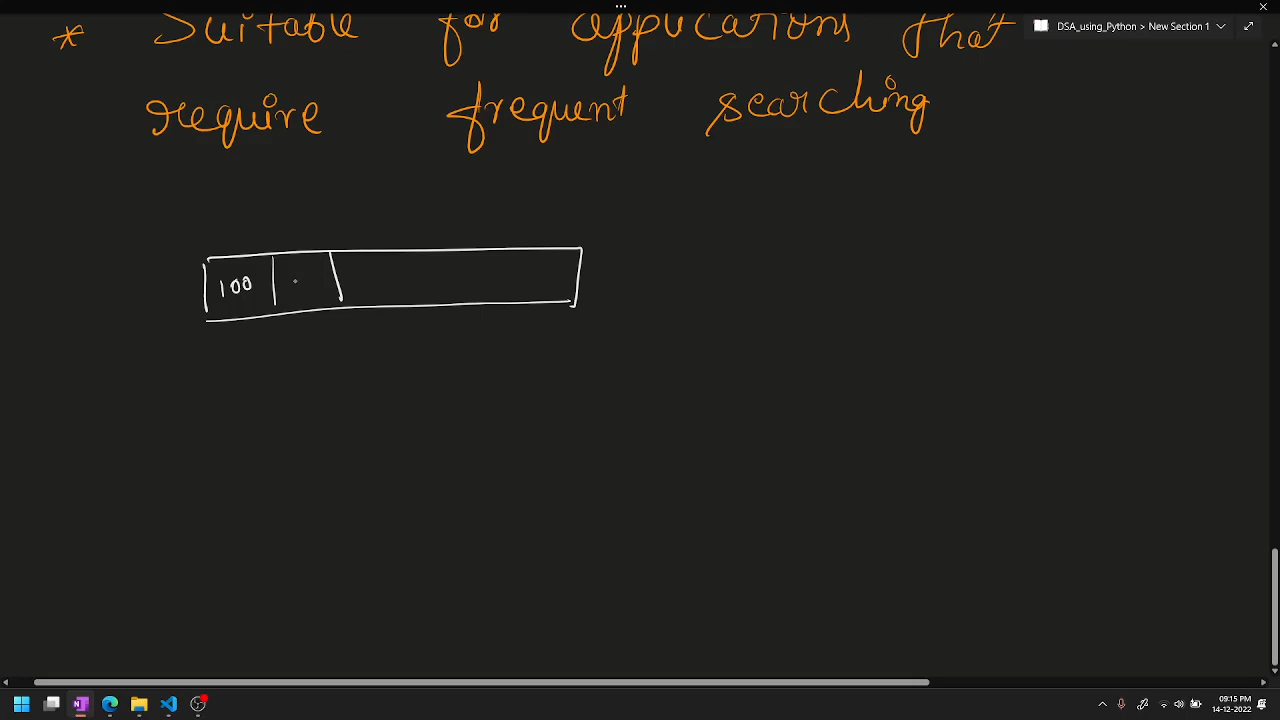 DSA_using_Python > New Section 1
* Suitable for applications that
require frequent searching
100
09:15 PM
14-12-2022